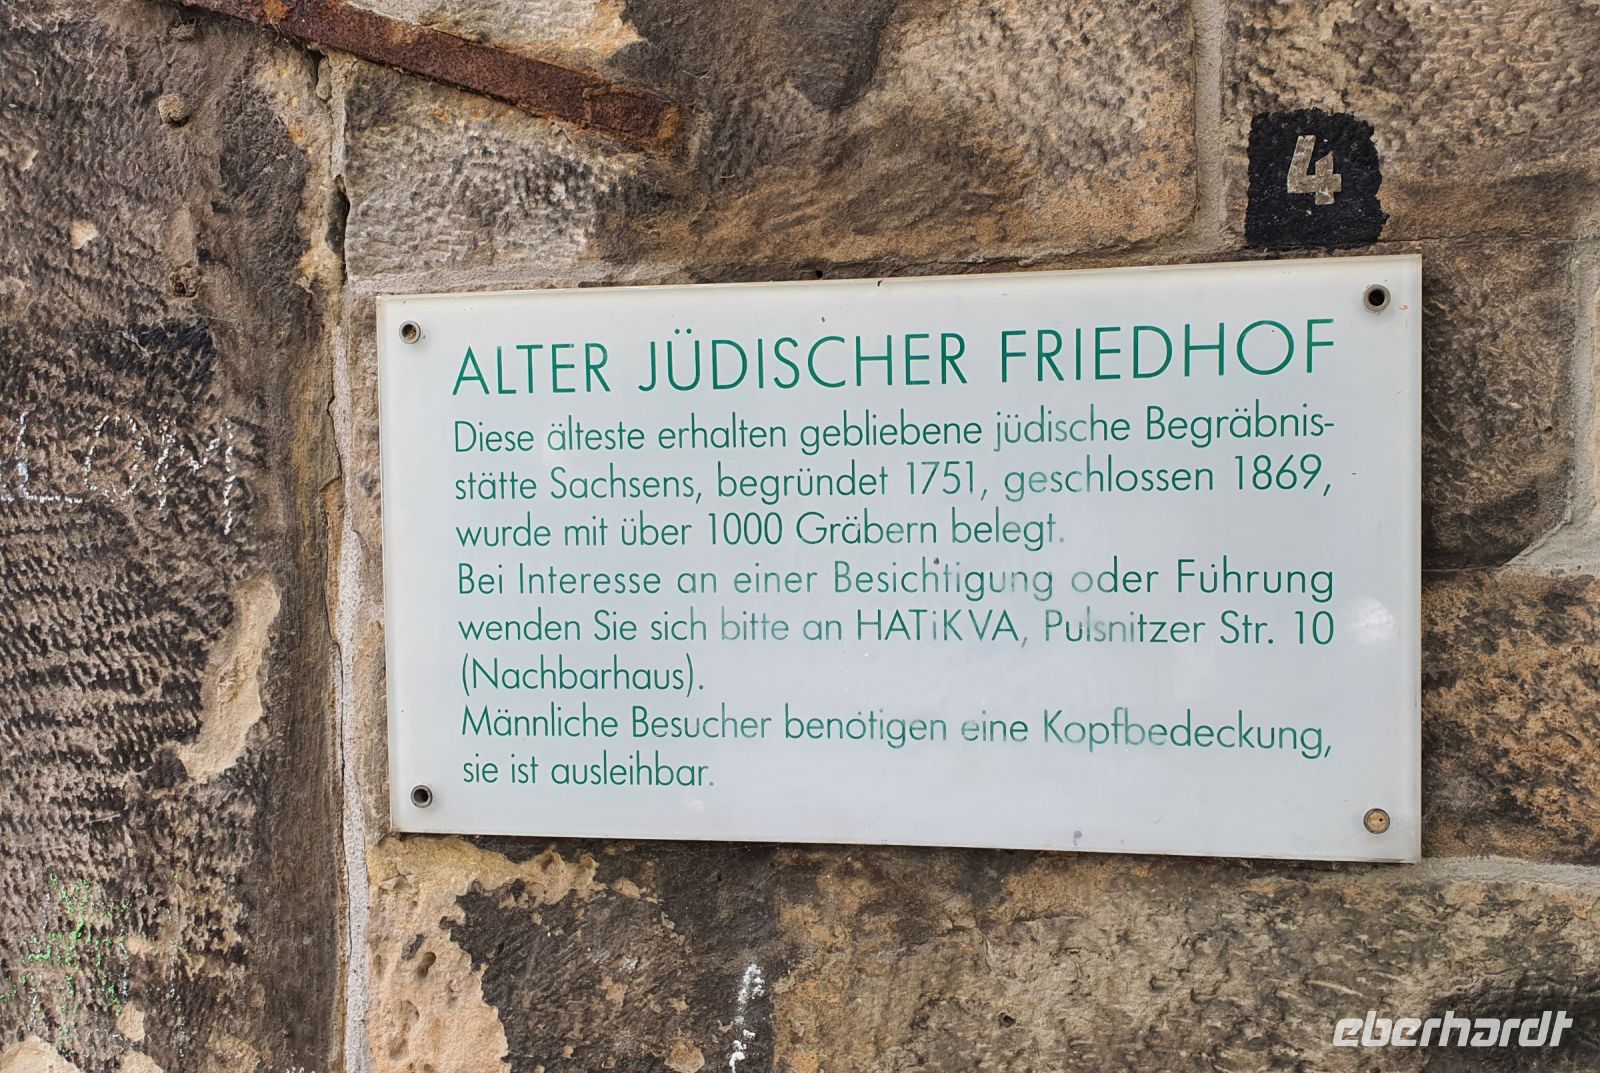 4
ALTER JÜDISCHER FRIEDHOF
Diese älteste erhalten gebliebene jüdische Begräbnis-
stätte Sachsens, begründet 1751, geschlossen 1869,
wurde mit über 1000 Gräbern belegt.
Bei Interesse an einer Besichtigung oder Führung
wenden Sie sich bitte an HATiKVA, Pulsnitzer Str. 10
(Nachbarhaus).
Männliche Besucher benötigen eine Kopfbedeckung,
sie ist ausleihbar.
eberhardt